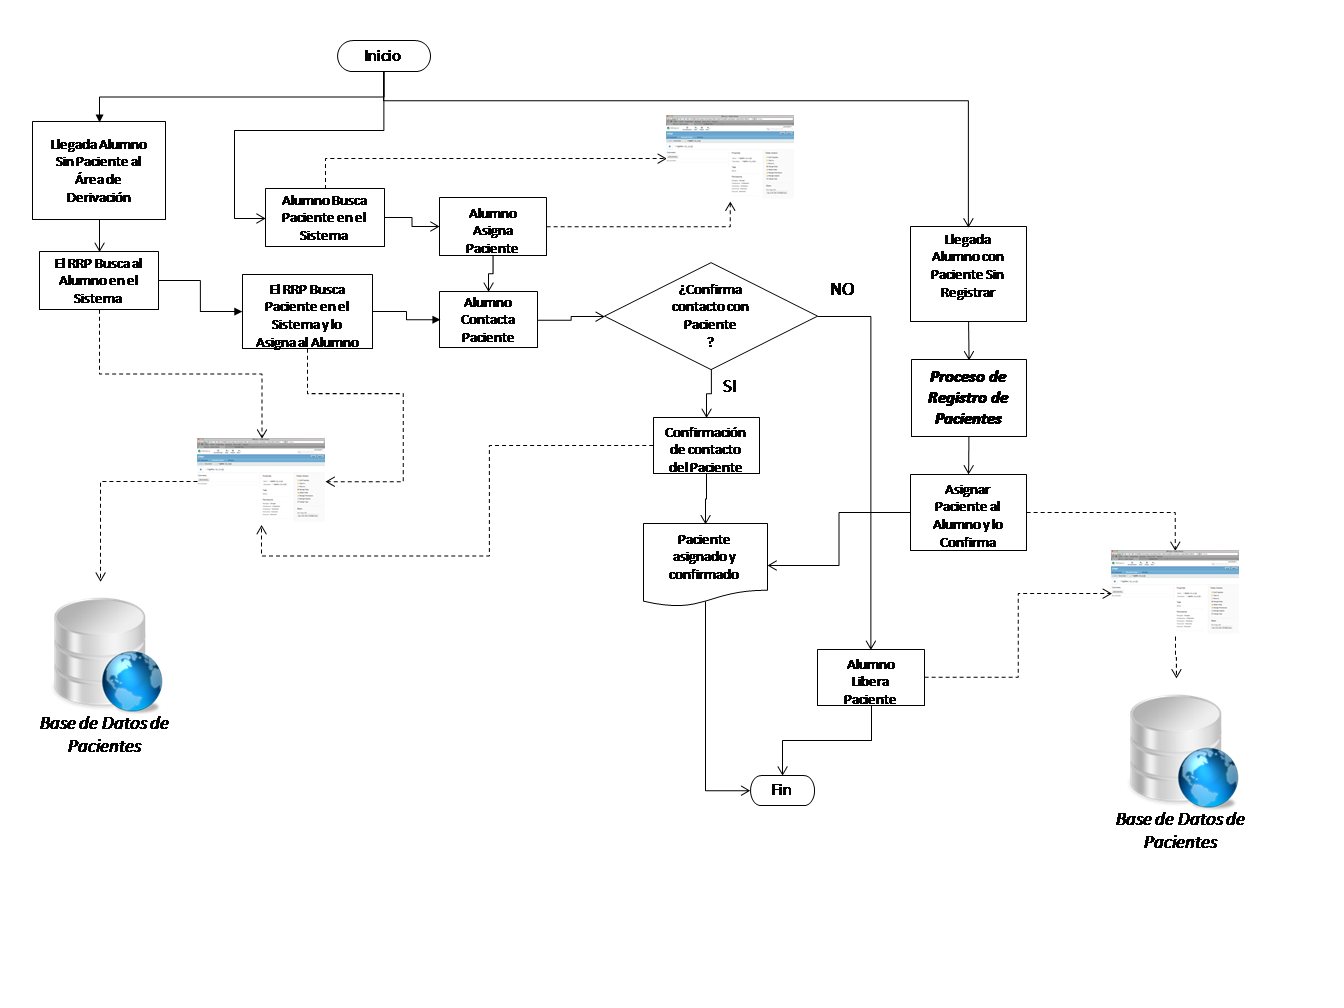 Inicio
Llegada Alumno
Sin Paciente al
Área de
Derivación
Alumno Busca
Paciente en el
Sistema
Alumno
Asigna
Paciente
Llegada
Alumno con
Paciente Sin
Registrar
El RRP Busca al
Alumno en el
Sistema
El RRP Busca
Paciente en el
Sistema y lo
Asigna al Alumno
Alumno
Contacta
Paciente
¿Confirma
contacto con
Paciente
?
NO
SI
Proceso de
Registro de
Pacientes
Confirmación
de contacto
del Paciente
Asignar
Paciente al
Alumno y lo
Confirma
Paciente
asignado y
confirmado
Alumno
Libera
Paciente
Base de Datos de
Pacientes
Fin
Base de Datos de
Pacientes